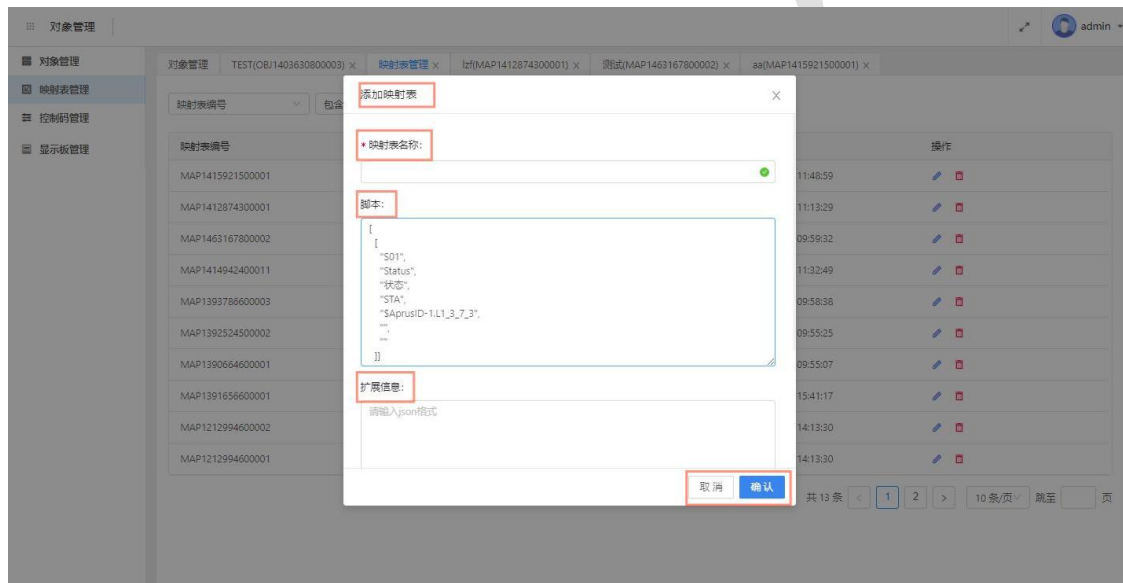 对象管理
admin
对象管理
映射表管理
控制码管理
显示板管理
对象管理 TEST(OBJ1403630800003) × 映射表管理 × lzf(MAP1412874300001) × 测试(MAP1463167800002) × aa(MAP1415921500001) ×
映射表编号 包含
映射表编号 操作
MAP1415921500001 11:48:59
MAP1412874300001 11:13:29
MAP1463167800002 09:59:32
MAP1414942400011 11:32:49
MAP1393786600003 09:58:38
MAP1392524500002 09:55:25
MAP1390664600001 09:55:07
MAP1391656600001 15:41:17
MAP1212994600002 14:13:30
MAP1212994600001 14:13:30
共 13 条 < 1 2 > 10 条/页 跳至 页
添加映射表
* 映射表名称:
脚本:
[
[
"S01",
"Status",
"状态",
"STA",
"$AprusID-1.L1_3_7_3",
"",
""
]]
扩展信息:
请输入json格式
取 消 确 认